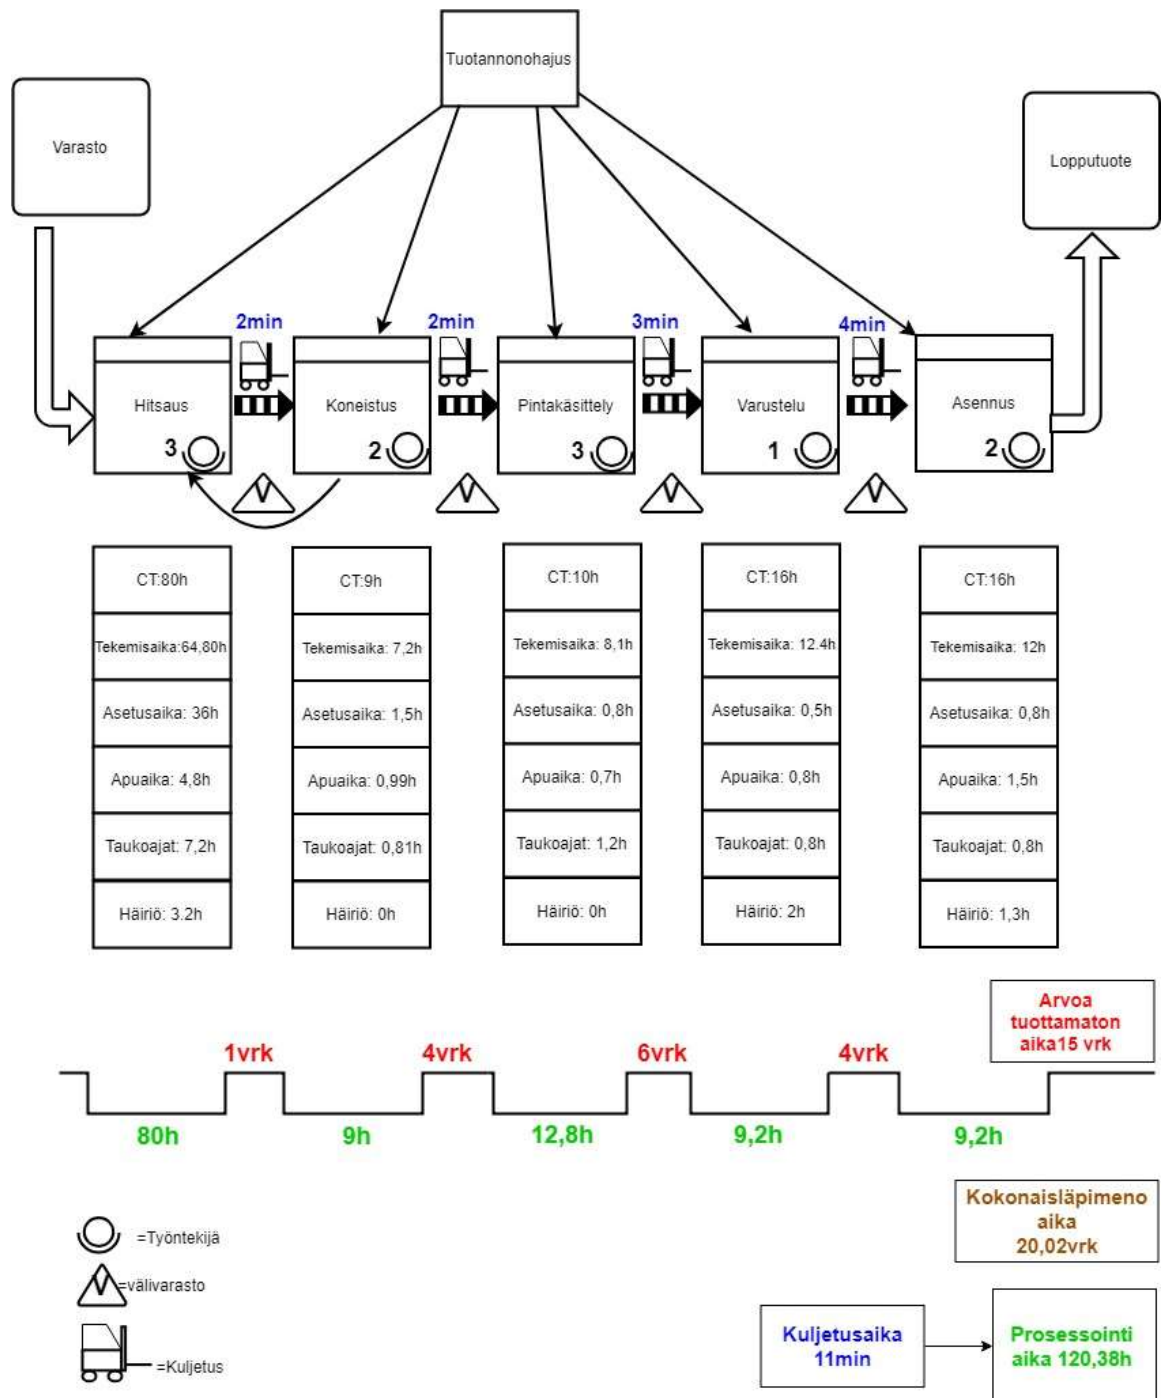 Tuotannonohajus
Varasto
Lopputuote
2min
2min
3min
4min
Hitsaus
3
Koneistus
2
Pintakäsittely
3
Varustelu
1
Asennus
2
V
V
V
V
CT:80h
Tekemisaika:64,80h
Asetusaika: 36h
Apuaika: 4,8h
Taukoajat: 7,2h
Häiriö: 3.2h
CT:9h
Tekemisaika: 7,2h
Asetusaika: 1,5h
Apuaika: 0,99h
Taukoajat: 0,81h
Häiriö: 0h
CT:10h
Tekemisaika: 8,1h
Asetusaika: 0,8h
Apuaika: 0,7h
Taukoajat: 1,2h
Häiriö: 0h
CT:16h
Tekemisaika: 12.4h
Asetusaika: 0,5h
Apuaika: 0,8h
Taukoajat: 0,8h
Häiriö: 2h
CT:16h
Tekemisaika: 12h
Asetusaika: 0,8h
Apuaika: 1,5h
Taukoajat: 0,8h
Häiriö: 1,3h
Arvoa
tuottamaton
aika15 vrk
1vrk
4vrk
6vrk
4vrk
80h
9h
12,8h
9,2h
9,2h
Kokonaisläpimeno
aika
20,02vrk
=Työntekijä
V
=välivarasto
=Kuljetus
Kuljetusaika
11min
Prosessointi
aika 120,38h